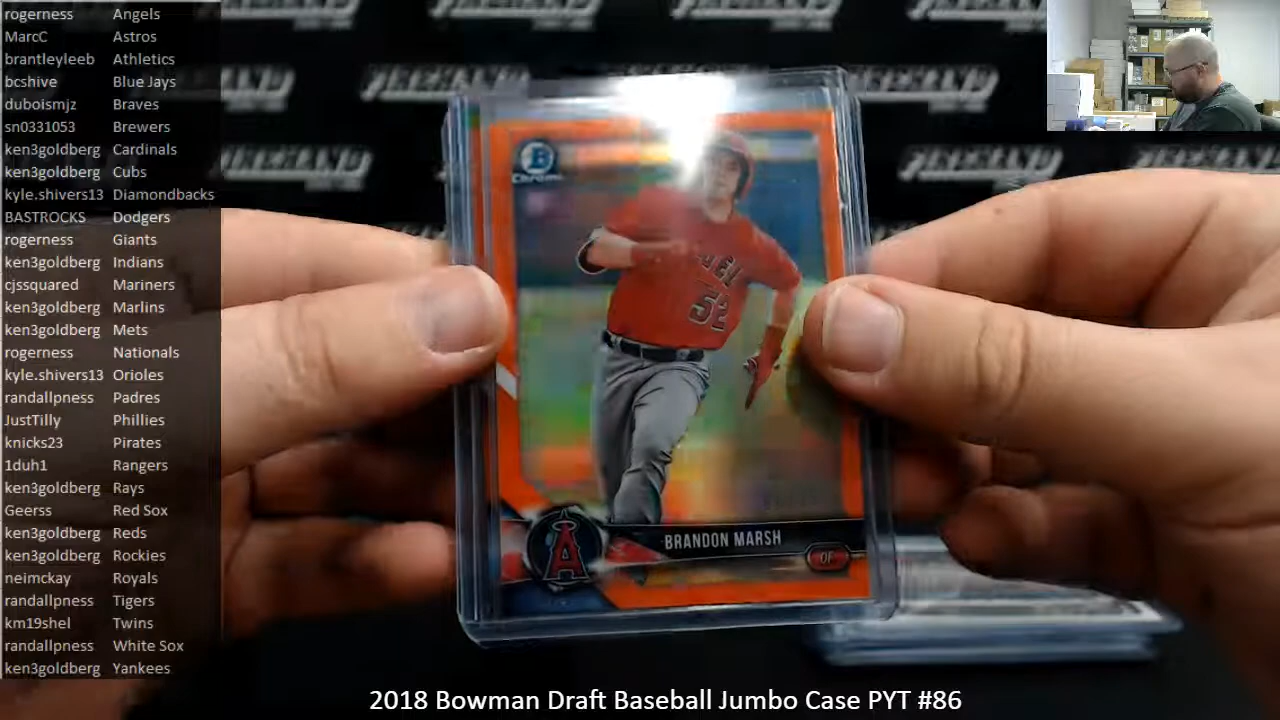 rogerness Angels
MarcC Astros
brantleyleeb Athletics
bcshive Blue Jays
duboismjz Braves
sn0331053 Brewers
ken3goldberg Cardinals
ken3goldberg Cubs
kyle.shivers13 Diamondbacks
BASTROCKS Dodgers
rogerness Giants
ken3goldberg Indians
cjssquared Mariners
ken3goldberg Marlins
ken3goldberg Mets
rogerness Nationals
kyle.shivers13 Orioles
randallpness Padres
JustTilly Phillies
knicks23 Pirates
1duh1 Rangers
ken3goldberg Rays
Geerss Red Sox
ken3goldberg Reds
ken3goldberg Rockies
neimckay Royals
randallpness Tigers
km19shel Twins
randallpness White Sox
ken3goldberg Yankees
B
Chrome
52
A
BRANDON MARSH
OF
2018 Bowman Draft Baseball Jumbo Case PYT #86